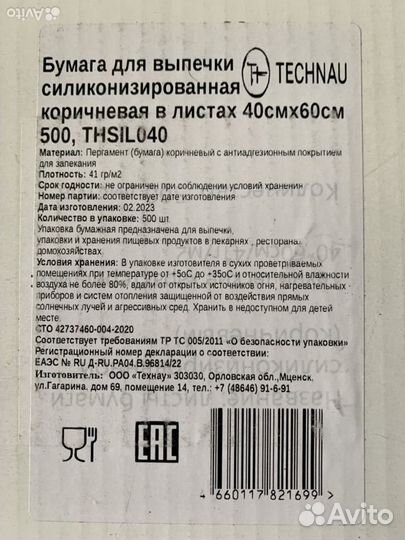 Avito
Бумага для выпечки
силиконизированная
TECHNAU
коричневая в листах 40смх60см
500, THSIL040
Материал: Пергамент (бумага) коричневый с антиадгезионным покрытием
для запекания
Плотность: 41 гр/м2
Срок годности: не ограничен при соблюдении условий хранения
Номер партии: соответствует дате изготовления
Дата изготовления: 02.2023
Количество в упаковке: 500 шт
Упаковка бумажная предназначена для выпечки,
упаковки и хранения пищевых продуктов в пекарнях , ресторана
домохозяйствах
Условия хранения: В упаковке изготовителя в сухих проветриваемых
помещениях при температуре от +5оС до +35оС и относительной влажности
воздуха не более 80%, вдали от открытых источников огня, нагревательных
приборов и систем отопления защищенной от воздействия прямых
солнечных лучей и агрессивных сред. Хранить в недоступном для детей
месте.
СТО 42737460-004-2020
Соответствует требованиям ТР ТС 005/2011 «О безопасности упаковки»
Регистрационный номер декларации о соответствии:
ЕАЭС № RU Д-RU.РА04.В.96814/22
Изготовитель: ООО «Технау» 303030, Орловская обл.,Мценск,
ул.Гагарина, дом 69, помещение 14, тел.: +7 (48646) 91-6-91
EAC
4 660117 821699 >
Avito